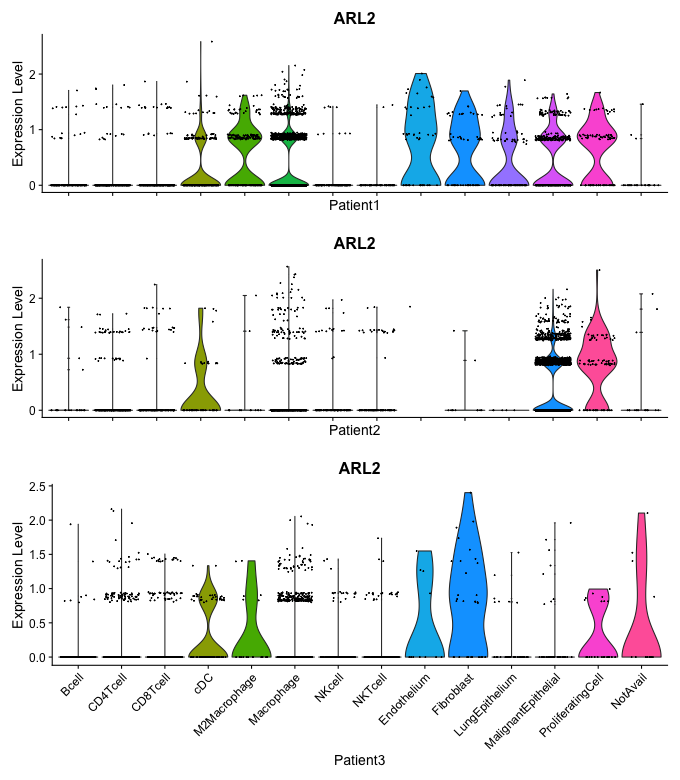 ARL2
Expression Level
2
1
0
Patient1
ARL2
Expression Level
2
1
0
Patient2
ARL2
Expression Level
2.5
2.0
1.5
1.0
0.5
0.0
Bcell
CD4Tcell
CD8Tcell
cDC
M2Macrophage
Macrophage
NKcell
NKTcell
Endothelium
Fibroblast
LungEpithelium
MalignantEpithelial
ProliferatingCell
NotAvail
Patient3